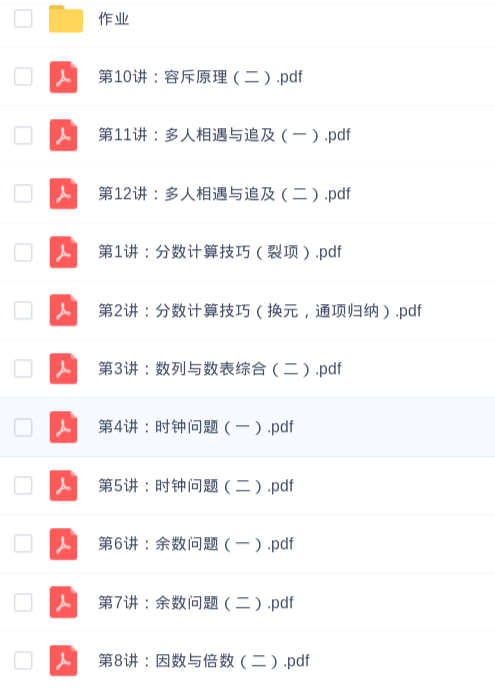 作业
第10讲：容斥原理（二）.pdf
第11讲：多人相遇与追及（一）.pdf
第12讲：多人相遇与追及（二）.pdf
第1讲：分数计算技巧（裂项）.pdf
第2讲：分数计算技巧（换元，通项归纳）.pdf
第3讲：数列与数表综合（二）.pdf
第4讲：时钟问题（一）.pdf
第5讲：时钟问题（二）.pdf
第6讲：余数问题（一）.pdf
第7讲：余数问题（二）.pdf
第8讲：因数与倍数（二）.pdf